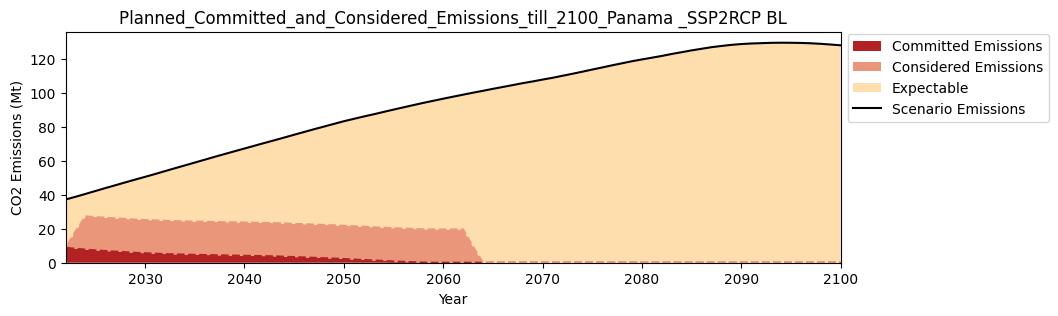 Planned_Committed_and_Considered_Emissions_till_2100_Panama _SSP2RCP BL
CO2 Emissions (Mt)
120
100
80
60
40
20
0
2030 2040 2050 2060 2070 2080 2090 2100
Year
Committed Emissions
Considered Emissions
Expectable
Scenario Emissions